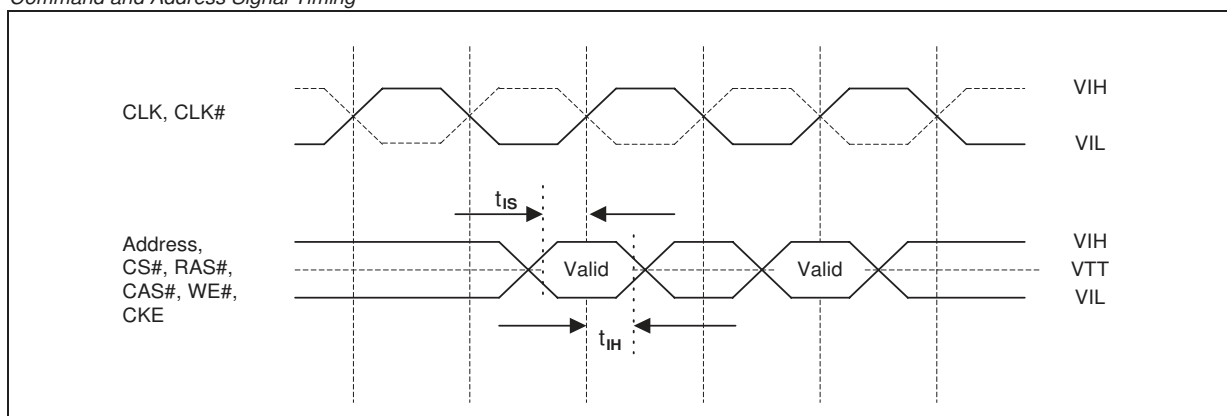 Command and Address Signal Timing
CLK, CLK#
VIH
VIL
tIS
Address,
CS#, RAS#,
CAS#, WE#,
CKE
Valid
Valid
VIH
VTT
VIL
tIH